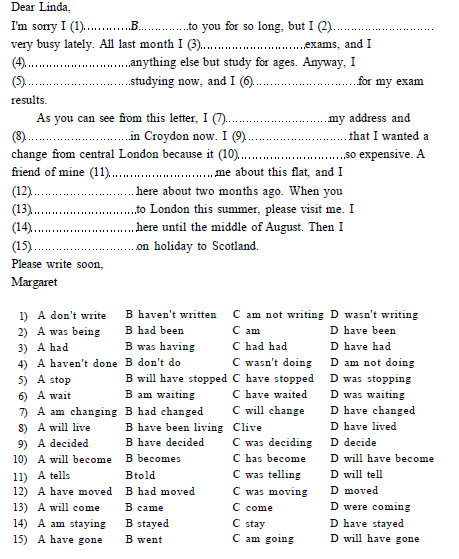 Dear Linda,
I'm sorry I (1)..............B...............to you for so long, but I (2)..............................
very busy lately. All last month I (3)..............................exams, and I
(4)..............................anything else but study for ages. Anyway, I
(5)..............................studying now, and I (6)..............................for my exam
results.
As you can see from this letter, I (7)..............................my address and
(8)..............................in Croydon now. I (9)..............................that I wanted a
change from central London because it (10)..............................so expensive. A
friend of mine (11)..............................me about this flat, and I
(12)..............................here about two months ago. When you
(13)..............................to London this summer, please visit me. I
(14)..............................here until the middle of August. Then I
(15)..............................on holiday to Scotland.
Please write soon,
Margaret
1) A don't write B haven't written C am not writing D wasn't writing
2) A was being B had been C am D have been
3) A had B was having C had had D have had
4) A haven't done B don't do C wasn't doing D am not doing
5) A stop B will have stopped C have stopped D was stopping
6) A wait B am waiting C have waited D was waiting
7) A am changing B had changed C will change D have changed
8) A will live B have been living Clive D have lived
9) A decided B have decided C was deciding D decide
10) A will become B becomes C has become D will have become
11) A tells Btold C was telling D will tell
12) A have moved B had moved C was moving D moved
13) A will come B came C come D were coming
14) A am staying B stayed C stay D have stayed
15) A have gone B went C am going D will have gone